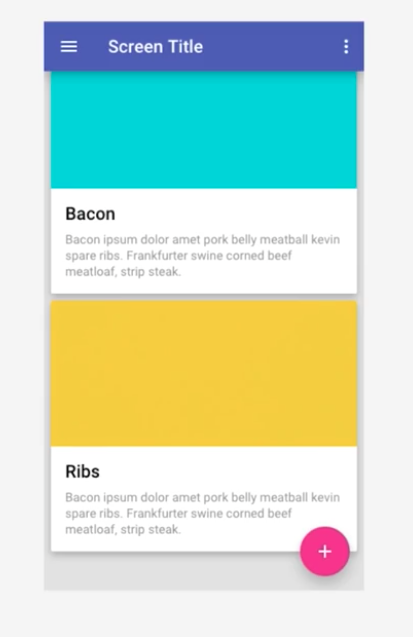 Screen Title
Bacon
Bacon ipsum dolor amet pork belly meatball kevin
spare ribs. Frankfurter swine corned beef
meatloaf, strip steak.
Ribs
Bacon ipsum dolor amet pork belly meatball kevin
spare ribs. Frankfurter swine corned beef
meatloaf, strip steak.